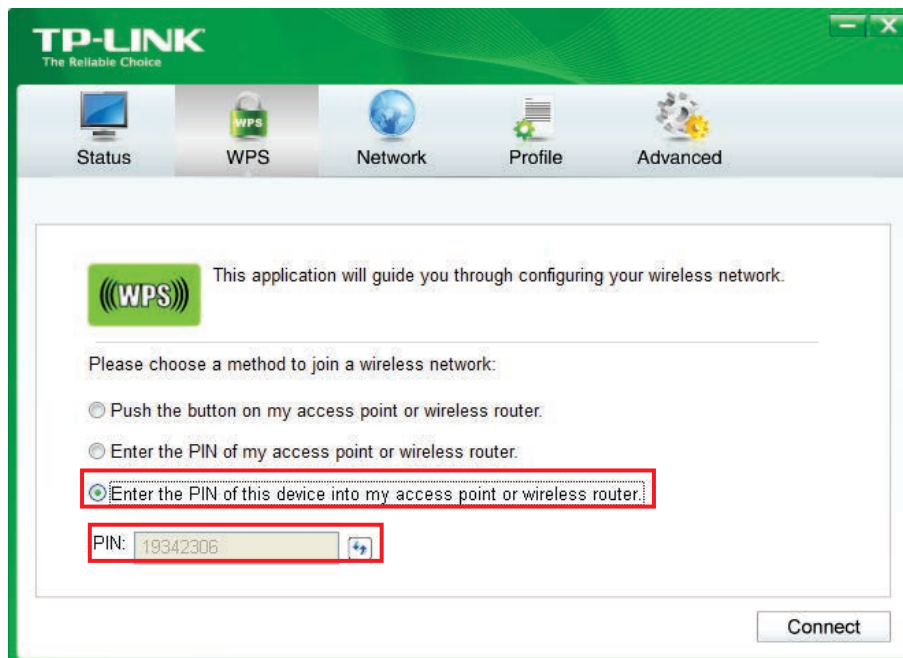 TP-LINK
The Reliable Choice
WPS
Status
WPS
Network
Profile
Advanced
(((WPS)))
This application will guide you through configuring your wireless network.
Please choose a method to join a wireless network:
Push the button on my access point or wireless router.
Enter the PIN of my access point or wireless router.
Enter the PIN of this device into my access point or wireless router.
PIN: 19342306
Connect